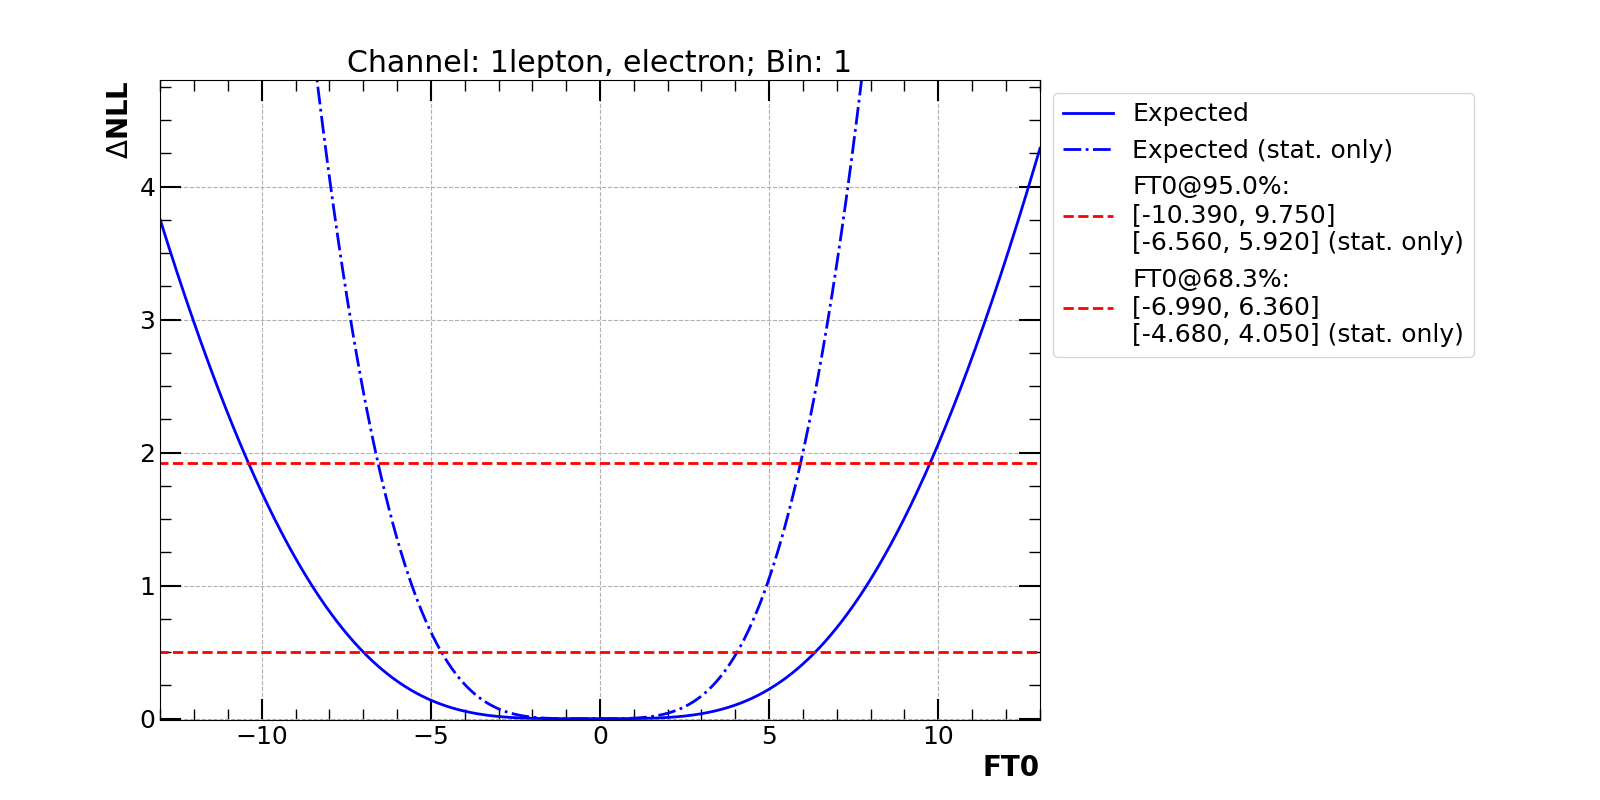 Channel: 1lepton, electron; Bin: 1
ΔNLL
4
3
2
1
0
−10
−5
0
5
10
FT0
Expected
Expected (stat. only)
FT0@95.0%:
[-10.390, 9.750]
[-6.560, 5.920] (stat. only)
FT0@68.3%:
[-6.990, 6.360]
[-4.680, 4.050] (stat. only)